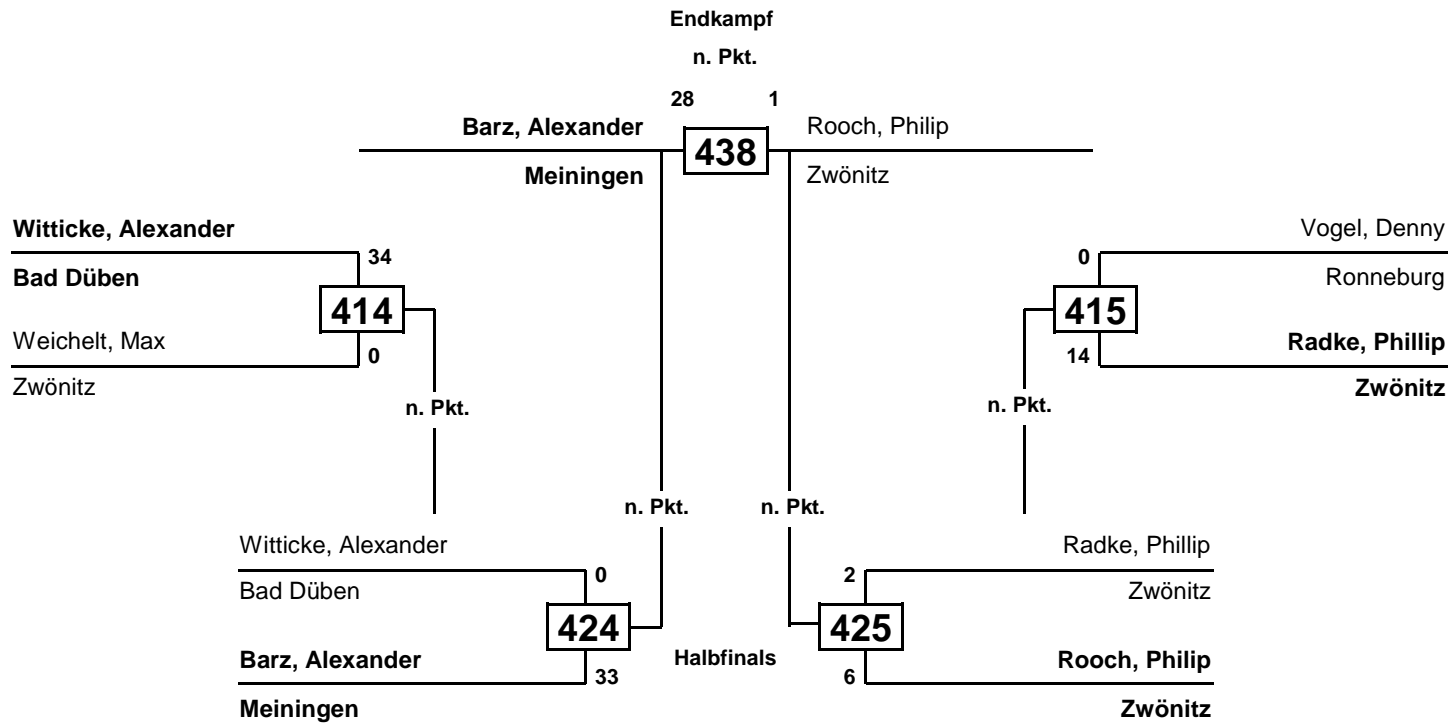 Endkampf
n. Pkt.
28 1
Barz, Alexander 438 Rooch, Philip
Meiningen Zwönitz
Witticke, Alexander
34
Bad Düben
414
Weichelt, Max
0
Zwönitz
n. Pkt.
Vogel, Denny
0
Ronneburg
415
Radke, Phillip
14
Zwönitz
n. Pkt.
n. Pkt. n. Pkt.
Witticke, Alexander
0
Bad Düben
424
Barz, Alexander
33
Meiningen
Halbfinals
Radke, Phillip
2
Zwönitz
425
Rooch, Philip
6
Zwönitz